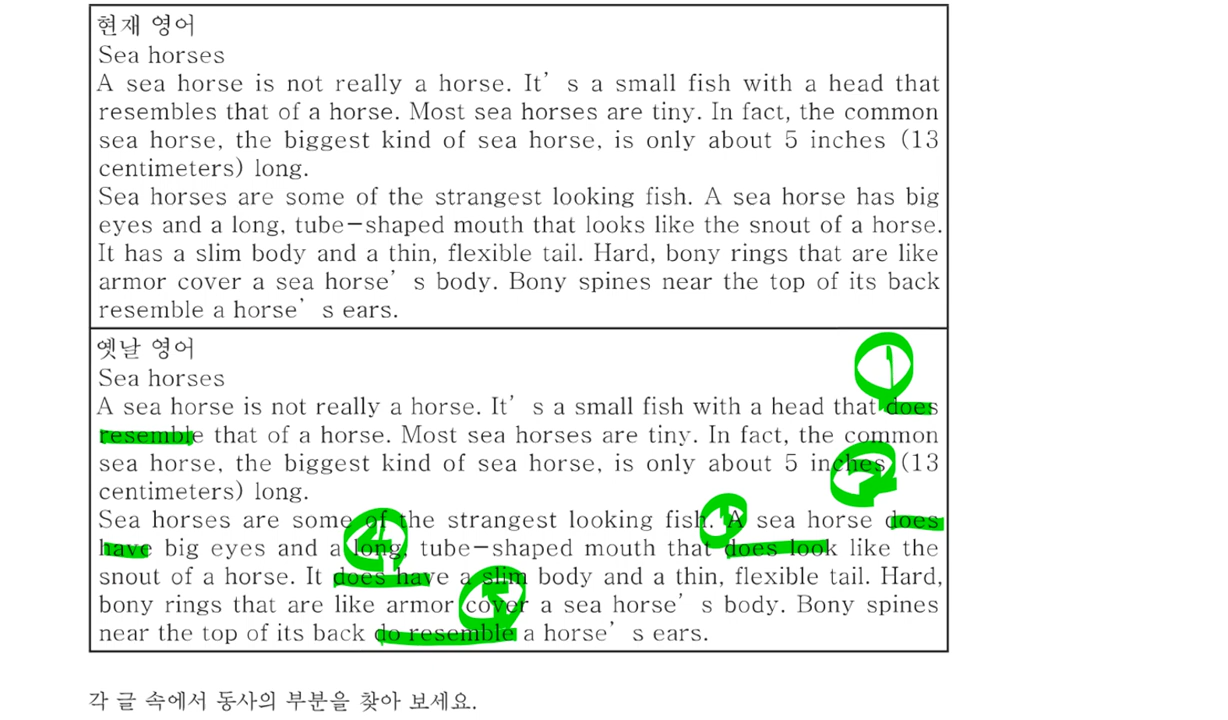 현재 영어
Sea horses
A sea horse is not really a horse. It’s a small fish with a head that
resembles that of a horse. Most sea horses are tiny. In fact, the common
sea horse, the biggest kind of sea horse, is only about 5 inches (13
centimeters) long.
Sea horses are some of the strangest looking fish. A sea horse has big
eyes and a long, tube-shaped mouth that looks like the snout of a horse.
It has a slim body and a thin, flexible tail. Hard, bony rings that are like
armor cover a sea horse’s body. Bony spines near the top of its back
resemble a horse’s ears.
옛날 영어
Sea horses
A sea horse is not really a horse. It’s a small fish with a head that does
resemble that of a horse. Most sea horses are tiny. In fact, the common
sea horse, the biggest kind of sea horse, is only about 5 inches (13
centimeters) long.
Sea horses are some of the strangest looking fish. A sea horse does
have big eyes and a long, tube-shaped mouth that does look like the
snout of a horse. It does have a slim body and a thin, flexible tail. Hard,
bony rings that are like armor cover a sea horse’s body. Bony spines
near the top of its back do resemble a horse’s ears.
각 글 속에서 동사의 부분을 찾아 보세요.